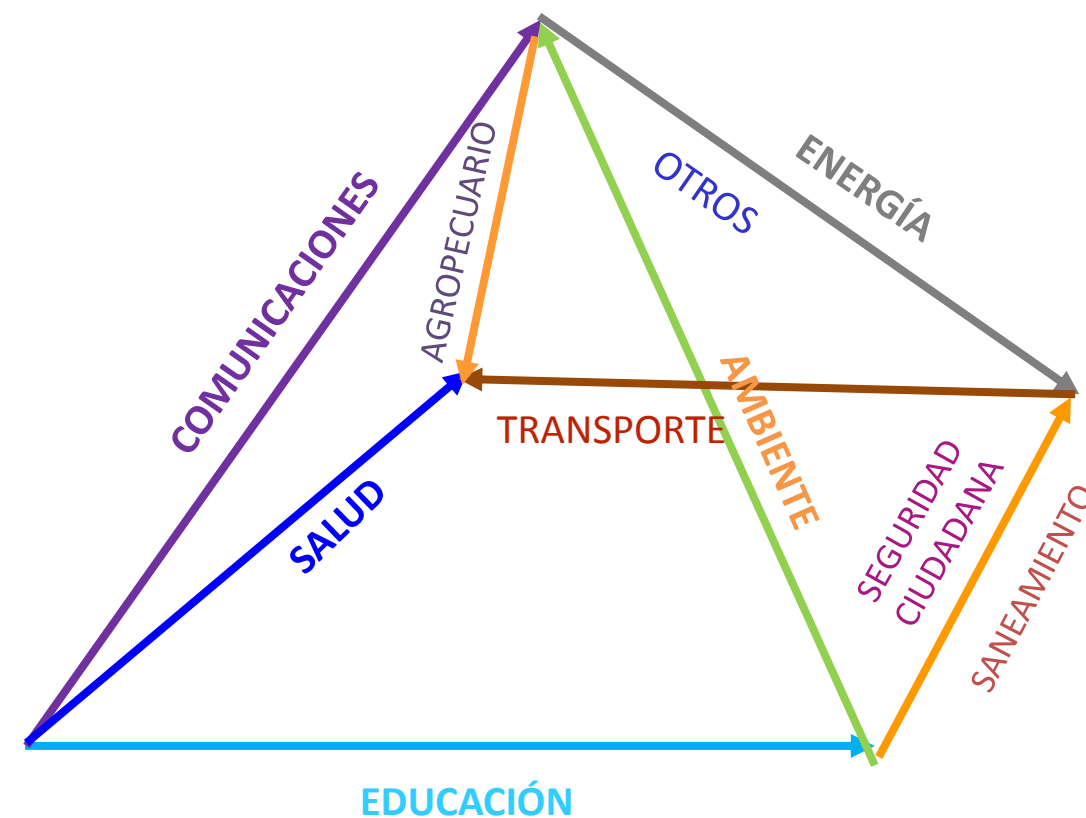 ENERGÍA
OTROS
AGROPECUARIO
COMUNICACIONES
AMBIENTE
TRANSPORTE
SALUD
SEGURIDAD
CIUDADANA
SANEAMIENTO
EDUCACIÓN